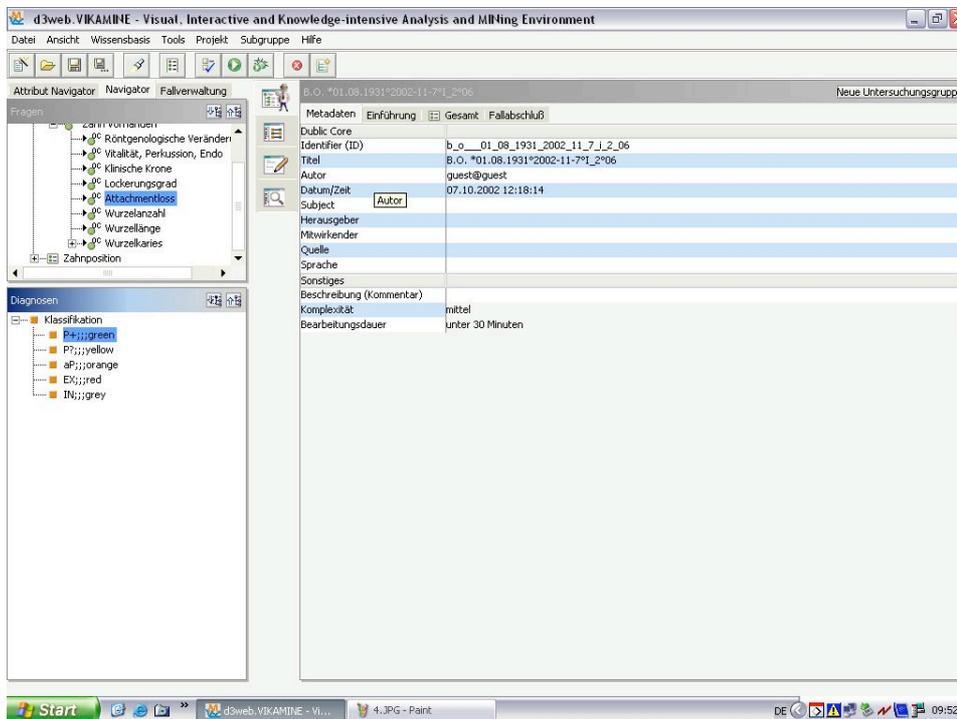 d3web.VIKAMINE - Visual, Interactive and Knowledge-intensive Analysis and MINing Environment
Datei Ansicht Wissensbasis Tools Projekt Subgruppe Hilfe
Attribut Navigator Navigator Fallverwaltung
Fragen
Zahn vorhanden
Röntgenologische Veränder
Vitalität, Perkussion, Endo
Klinische Krone
Lockerungsgrad
Attachmentloss
Wurzelanzahl
Wurzellänge
Wurzelkaries
Zahnposition
Diagnosen
Klassifikation
P+;;;green
P?;;;yellow
aP;;;orange
EX;;;red
IN;;;grey
B.O. *01.08.1931°2002-11-7°I_2°06
Neue Untersuchungsgrupp
Metadaten Einführung Gesamt Fallabschluß
Dublic Core
Identifier (ID) b_o___01_08_1931_2002_11_7_i_2_06
Titel B.O. *01.08.1931°2002-11-7°I_2°06
Autor guest@guest
Datum/Zeit 07.10.2002 12:18:14
Autor
Subject
Herausgeber
Mitwirkender
Quelle
Sprache
Sonstiges
Beschreibung (Kommentar)
Komplexität mittel
Bearbeitungsdauer unter 30 Minuten
Start d3web.VIKAMINE - Vi... 4.JPG - Paint DE 09:52